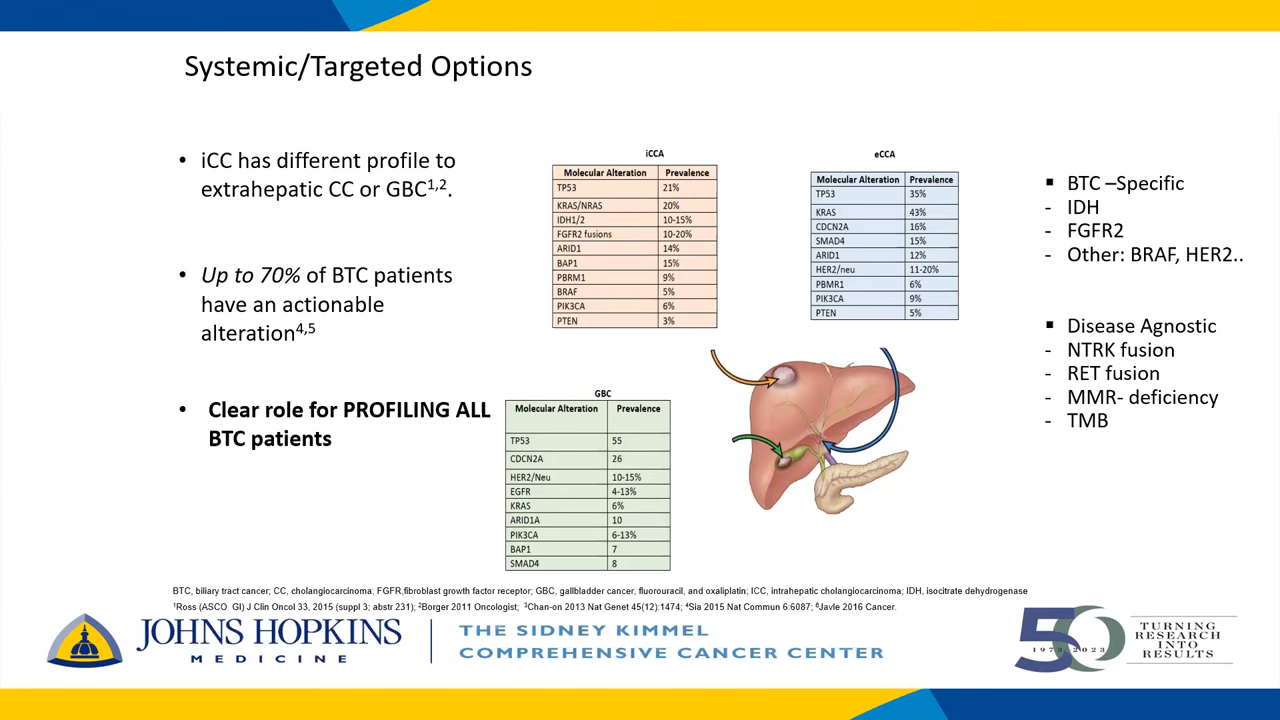 Systemic/Targeted Options
• iCC has different profile to
extrahepatic CC or GBC1,2.
• Up to 70% of BTC patients
have an actionable
alteration4,5
• Clear role for PROFILING ALL
BTC patients
iCCA
Molecular Alteration Prevalence
TP53 21%
KRAS/NRAS 20%
IDH1/2 10-15%
FGFR2 fusions 10-20%
ARID1 14%
BAP1 15%
PBRM1 9%
BRAF 5%
PIK3CA 6%
PTEN 3%
eCCA
Molecular Alteration Prevalence
TP53 35%
KRAS 43%
CDCN2A 16%
SMAD4 15%
ARID1 12%
HER2/neu 11-20%
PBMR1 6%
PIK3CA 9%
PTEN 5%
GBC
Molecular Alteration Prevalence
TP53 55
CDCN2A 26
HER2/Neu 10-15%
EGFR 4-13%
KRAS 6%
ARID1A 10
PIK3CA 6-13%
BAP1 7
SMAD4 8
▪ BTC –Specific
- IDH
- FGFR2
- Other: BRAF, HER2..
▪ Disease Agnostic
- NTRK fusion
- RET fusion
- MMR- deficiency
- TMB
BTC, biliary tract cancer; CC, cholangiocarcinoma; FGFR,fibroblast growth factor receptor; GBC, gallbladder cancer, fluorouracil, and oxaliplatin; ICC, intrahepatic cholangiocarcinoma; IDH, isocitrate dehydrogenase
1Ross (ASCO GI) J Clin Oncol 33, 2015 (suppl 3; abstr 231); 2Borger 2011 Oncologist; 3Chan-on 2013 Nat Genet 45(12):1474; 4Sia 2015 Nat Commun 6:6087; 6Javle 2016 Cancer.
JOHNS HOPKINS
MEDICINE
THE SIDNEY KIMMEL
COMPREHENSIVE CANCER CENTER
50
1973-2023
TURNING
RESEARCH
INTO
RESULTS